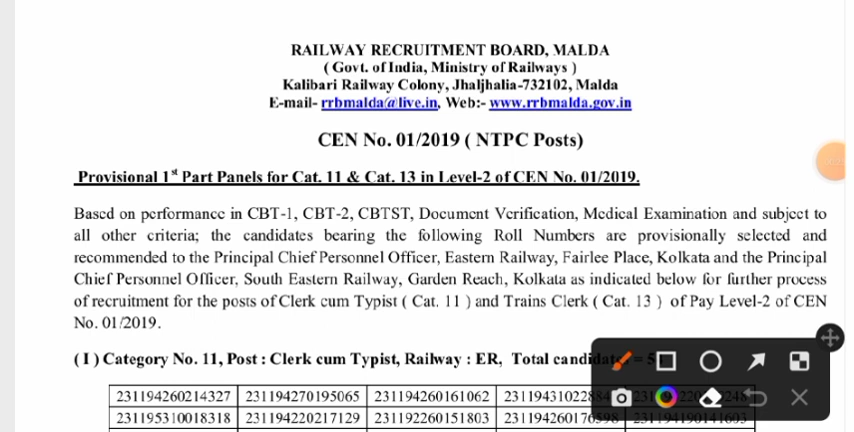 RAILWAY RECRUITMENT BOARD, MALDA
( Govt. of India, Ministry of Railways )
Kalibari Railway Colony, Jhaljhalia-732102, Malda
E-mail- rrbmalda@live.in, Web:- www.rrbmalda.gov.in
CEN No. 01/2019 ( NTPC Posts)
Provisional 1st Part Panels for Cat. 11 & Cat. 13 in Level-2 of CEN No. 01/2019.
Based on performance in CBT-1, CBT-2, CBTST, Document Verification, Medical Examination and subject to
all other criteria; the candidates bearing the following Roll Numbers are provisionally selected and
recommended to the Principal Chief Personnel Officer, Eastern Railway, Fairlee Place, Kolkata and the Principal
Chief Personnel Officer, South Eastern Railway, Garden Reach, Kolkata as indicated below for further process
of recruitment for the posts of Clerk cum Typist ( Cat. 11 ) and Trains Clerk ( Cat. 13 ) of Pay Level-2 of CEN
No. 01/2019.
( I ) Category No. 11, Post : Clerk cum Typist, Railway : ER, Total candidates =
231194260214327 231194270195065 231194260161062
231195310018318 231194220217129 231192260151803 231194260176598 231194190141603